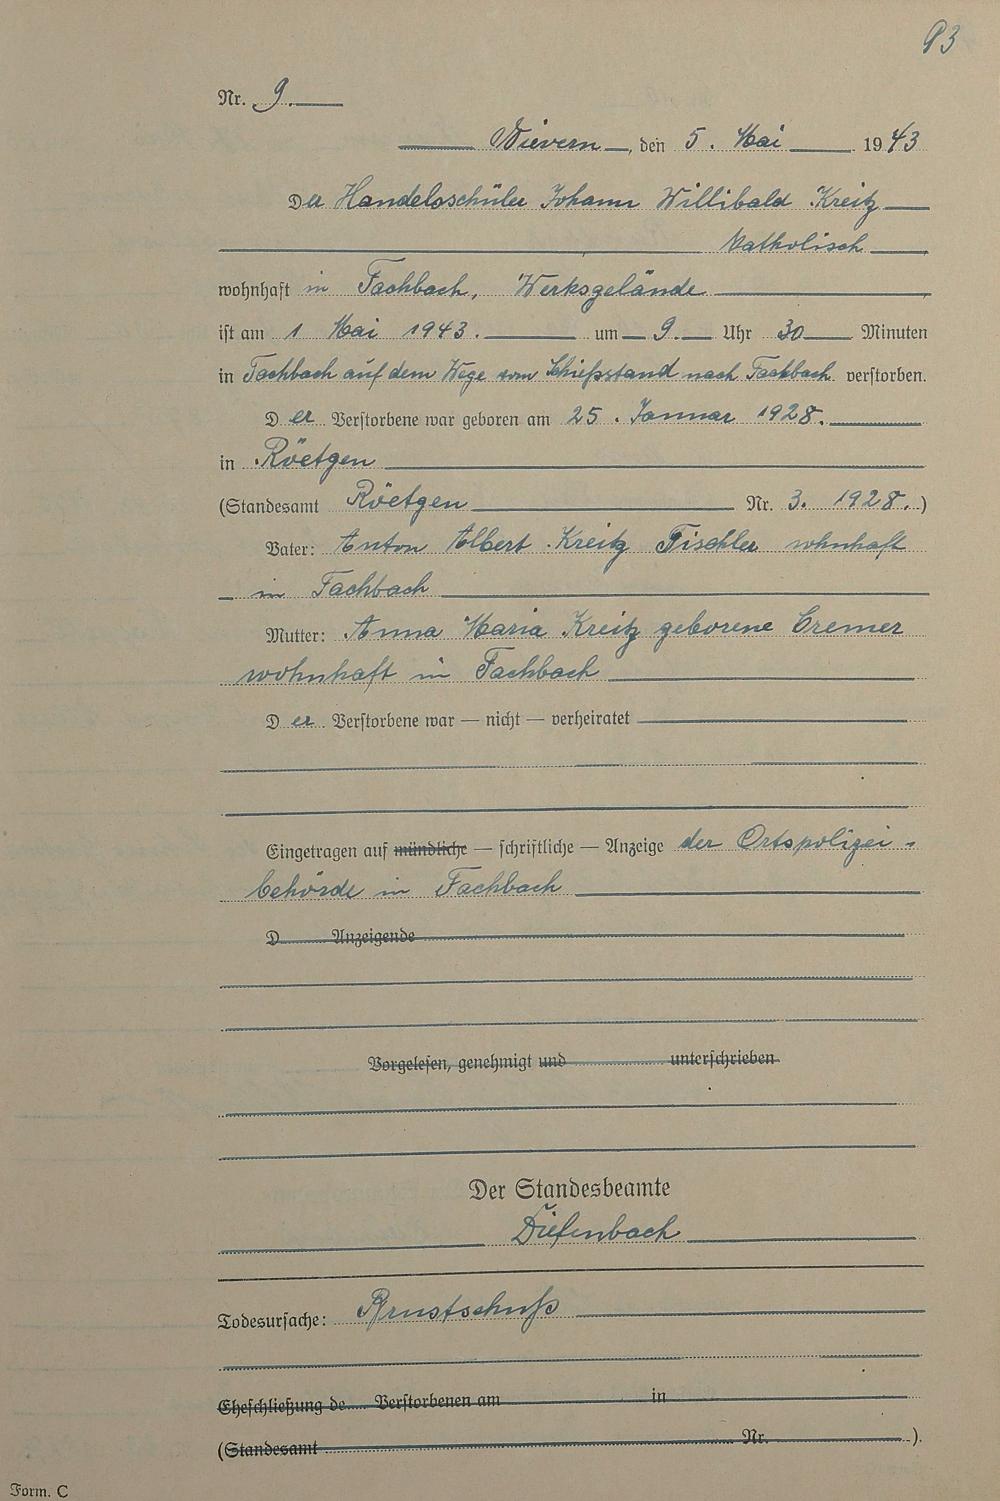 93
Nr. 9.
Nievern, den 5. Mai 1943
Der Handelsschüler Johann Willibald Kreitz
Katholisch
wohnhaft in Fachbach, Werksgelände
ist am 1 Mai 1943. um 9. Uhr 30 Minuten
in Fachbach auf dem Wege vom Schießstand nach Fachbach verstorben.
D er Verstorbene war geboren am 25. Januar 1928.
in Röetgen
(Standesamt Röetgen Nr. 3. 1928.)
Vater: Anton Albert Kreitz Tischler wohnhaft
in Fachbach
Mutter: Anna Maria Kreitz geborene Cremer
wohnhaft in Fachbach
D er Verstorbene war — nicht — verheiratet
Eingetragen auf mündliche — schriftliche — Anzeige der Ortspolizei-
behörde in Fachbach
D Anzeigende
Vorgelesen, genehmigt und unterschrieben
Der Standesbeamte
Diefenbach
Todesursache: Brustschuß
Eheschließung de.... Verstorbenen am in
(Standesamt Nr. ).
Form. C